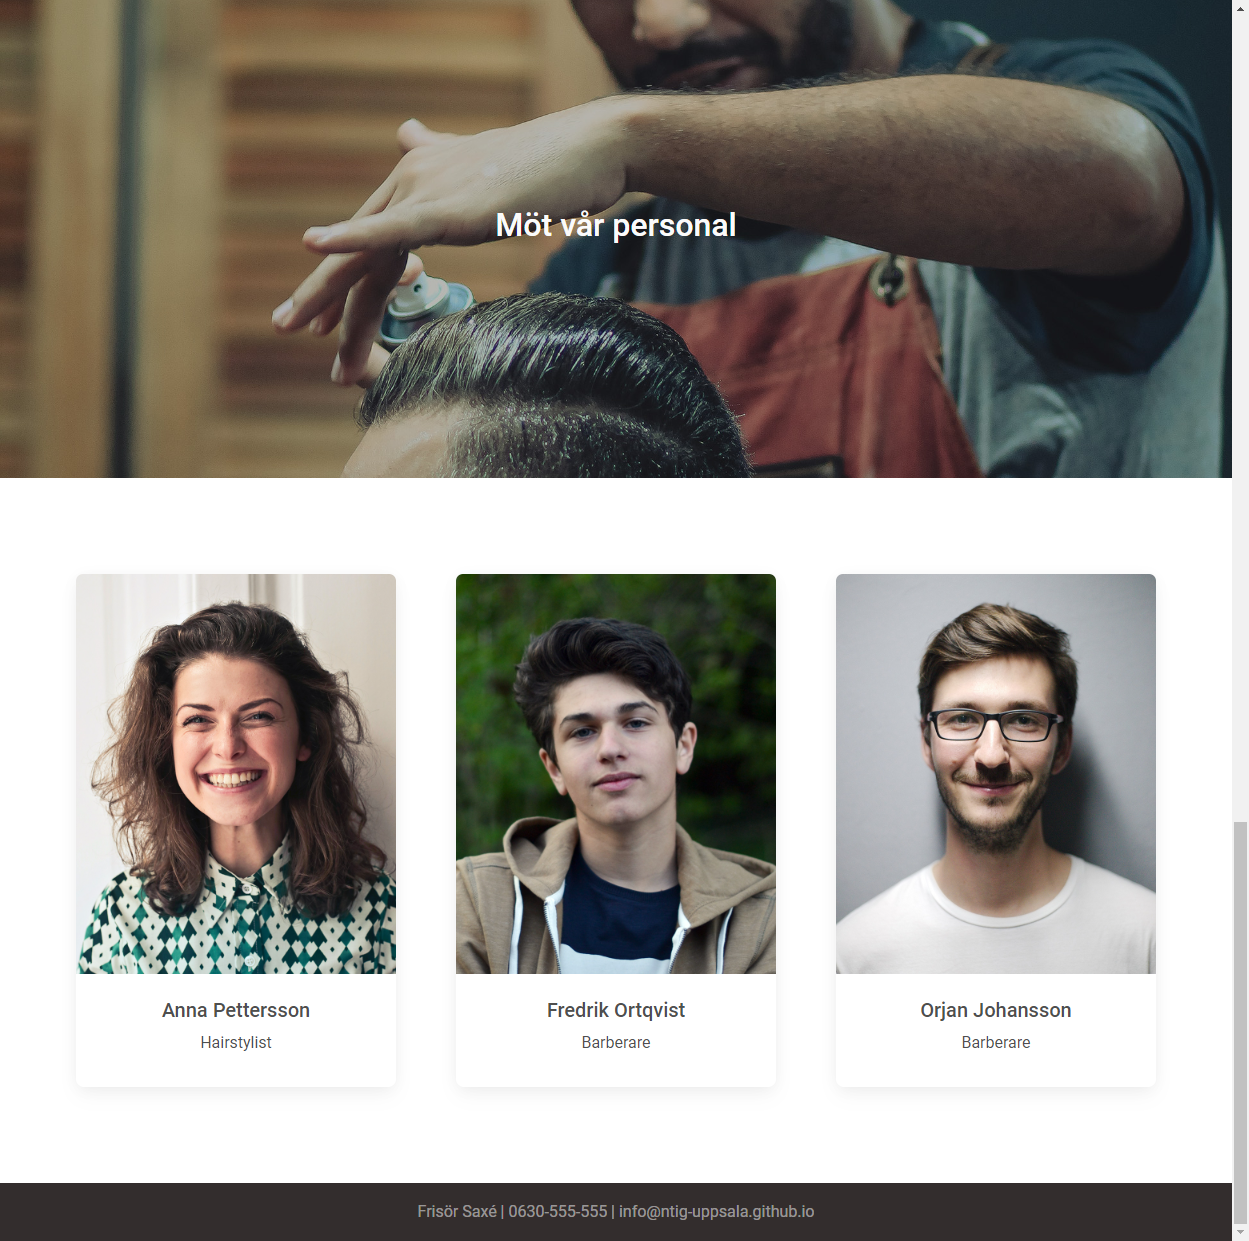 Möt vår personal
Anna Pettersson
Hairstylist
Fredrik Ortqvist
Barberare
Orjan Johansson
Barberare
Frisör Saxé | 0630-555-555 | info@ntig-uppsala.github.io